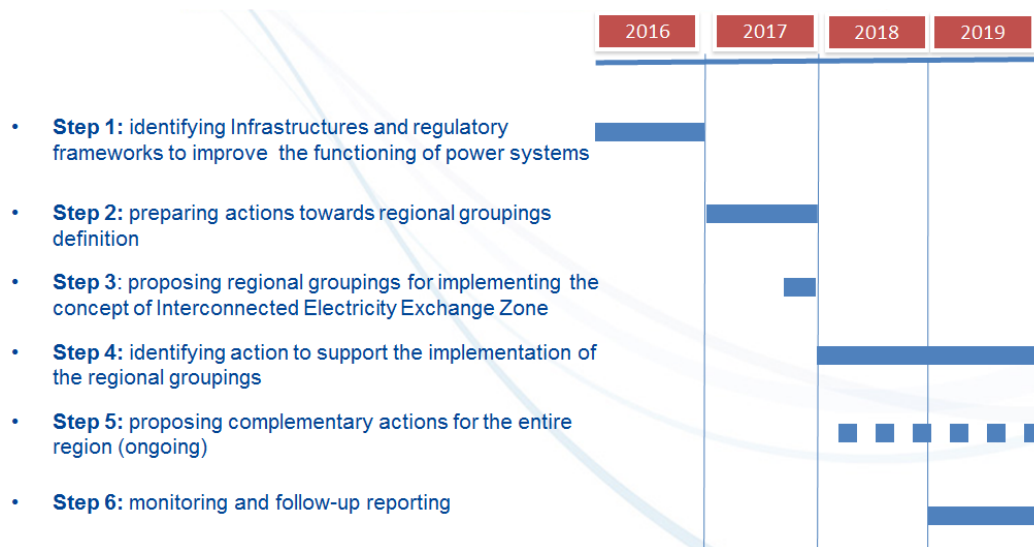 2016 2017 2018 2019
• Step 1: identifying Infrastructures and regulatory
frameworks to improve the functioning of power systems
• Step 2: preparing actions towards regional groupings
definition
• Step 3: proposing regional groupings for implementing the
concept of Interconnected Electricity Exchange Zone
• Step 4: identifying action to support the implementation of
the regional groupings
• Step 5: proposing complementary actions for the entire
region (ongoing)
• Step 6: monitoring and follow-up reporting